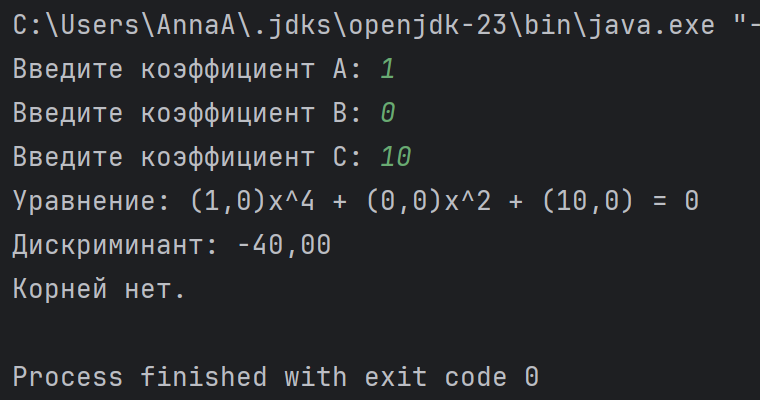 C:\Users\AnnaA\.jdks\openjdk-23\bin\java.exe "-
Введите коэффициент A: 1
Введите коэффициент B: 0
Введите коэффициент C: 10
Уравнение: (1,0)x^4 + (0,0)x^2 + (10,0) = 0
Дискриминант: -40,00
Корней нет.
Process finished with exit code 0